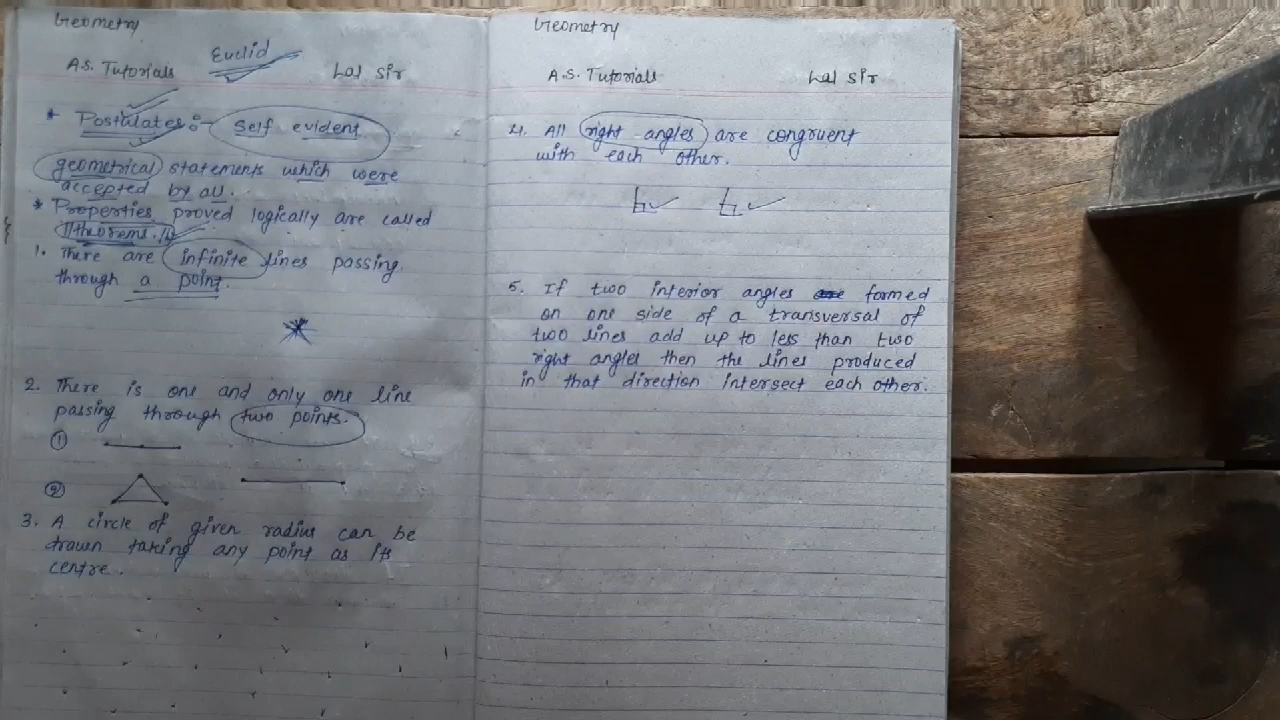 Geometry
Euclid
A.S. Tutorials Lal Sir
* Postulates :- Self evident
geometrical statements which were
accepted by all.
* Properties proved logically are called
theorems.
1. There are infinite lines passing
through a point.
2. There is one and only one line
passing through two points.
①
②
3. A circle of given radius can be
drawn taking any point as its
centre.
Geometry
A.S. Tutorials Lal Sir
4. All right angles are congruent
with each other.
5. If two interior angles are formed
on one side of a transversal of
two lines add up to less than two
right angles then the lines produced
in that direction intersect each other.